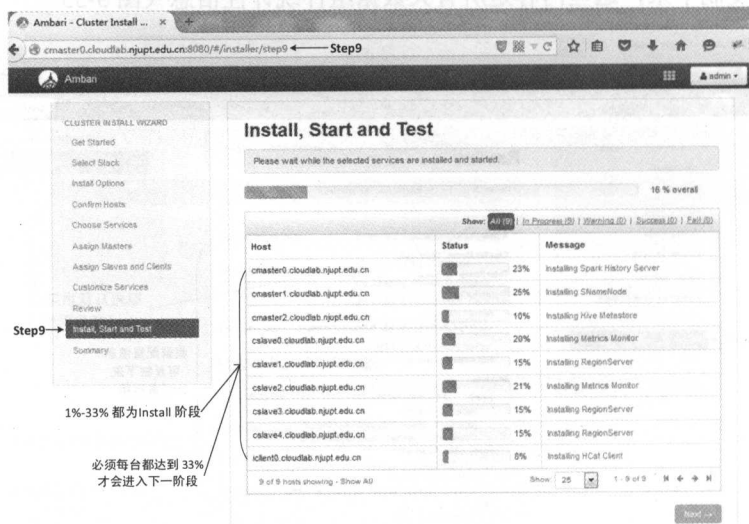 Ambari - Cluster Install ... ×
cmaster0.cloudlab.njupt.edu.cn:8080/#/installer/step9
Step9
Ambari
admin
CLUSTER INSTALL WIZARD
Get Started
Select Stack
Install Options
Confirm Hosts
Choose Services
Assign Masters
Assign Slaves and Clients
Customize Services
Review
Step9
Install, Start and Test
Summary
Install, Start and Test
Please wait while the selected services are installed and started.
16 % overall
Show: All (9) | In Progress (9) | Warning (0) | Success (0) | Fail (0)
Host Status Message
cmaster0.cloudlab.njupt.edu.cn 23% Installing Spark History Server
cmaster1.cloudlab.njupt.edu.cn 25% Installing SNameNode
cmaster2.cloudlab.njupt.edu.cn 10% Installing Hive Metastore
cslave0.cloudlab.njupt.edu.cn 20% Installing Metrics Monitor
cslave1.cloudlab.njupt.edu.cn 15% Installing RegionServer
cslave2.cloudlab.njupt.edu.cn 21% Installing Metrics Monitor
cslave3.cloudlab.njupt.edu.cn 15% Installing RegionServer
cslave4.cloudlab.njupt.edu.cn 15% Installing RegionServer
iclient0.cloudlab.njupt.edu.cn 8% Installing HCat Client
9 of 9 hosts showing - Show All
Show: 25
1 - 9 of 9
1%-33% 都为Install 阶段
必须每台都达到 33%
才会进入下一阶段
Next →